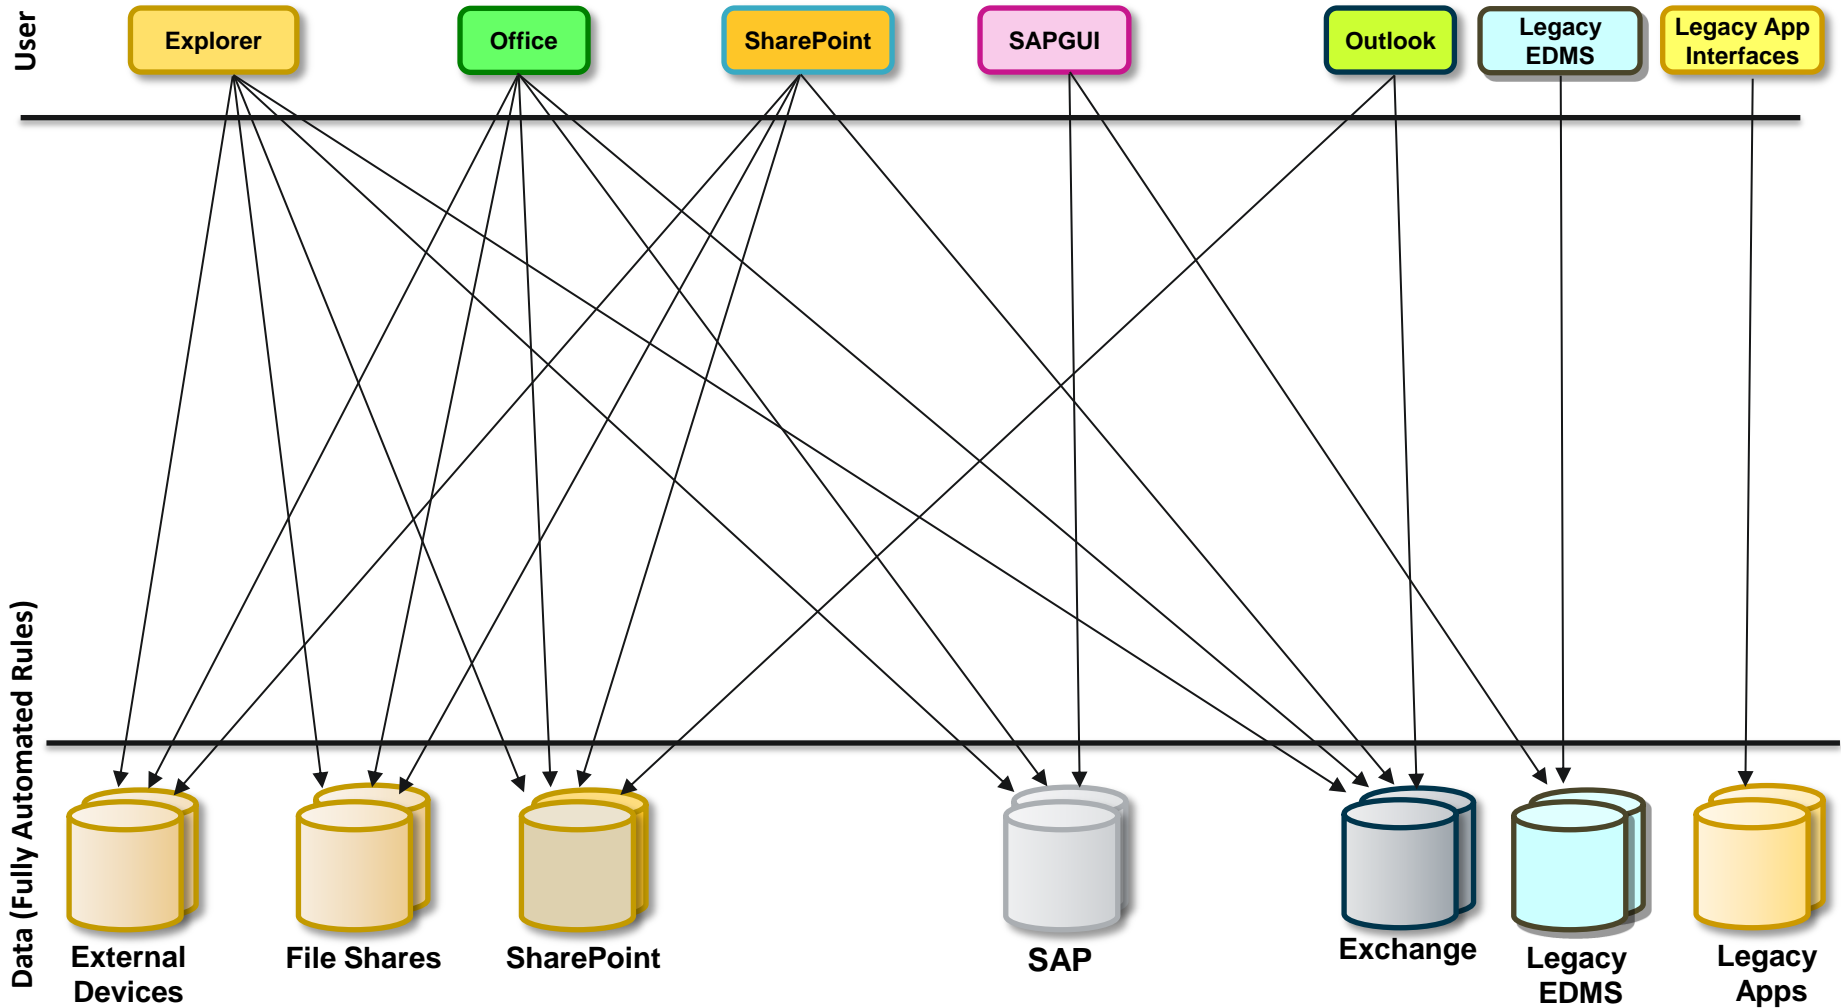 User
Explorer
Office
SharePoint
SAPGUI
Outlook
Legacy
EDMS
Legacy App
Interfaces
Data (Fully Automated Rules)
External
Devices
File Shares
SharePoint
SAP
Exchange
Legacy
EDMS
Legacy
Apps